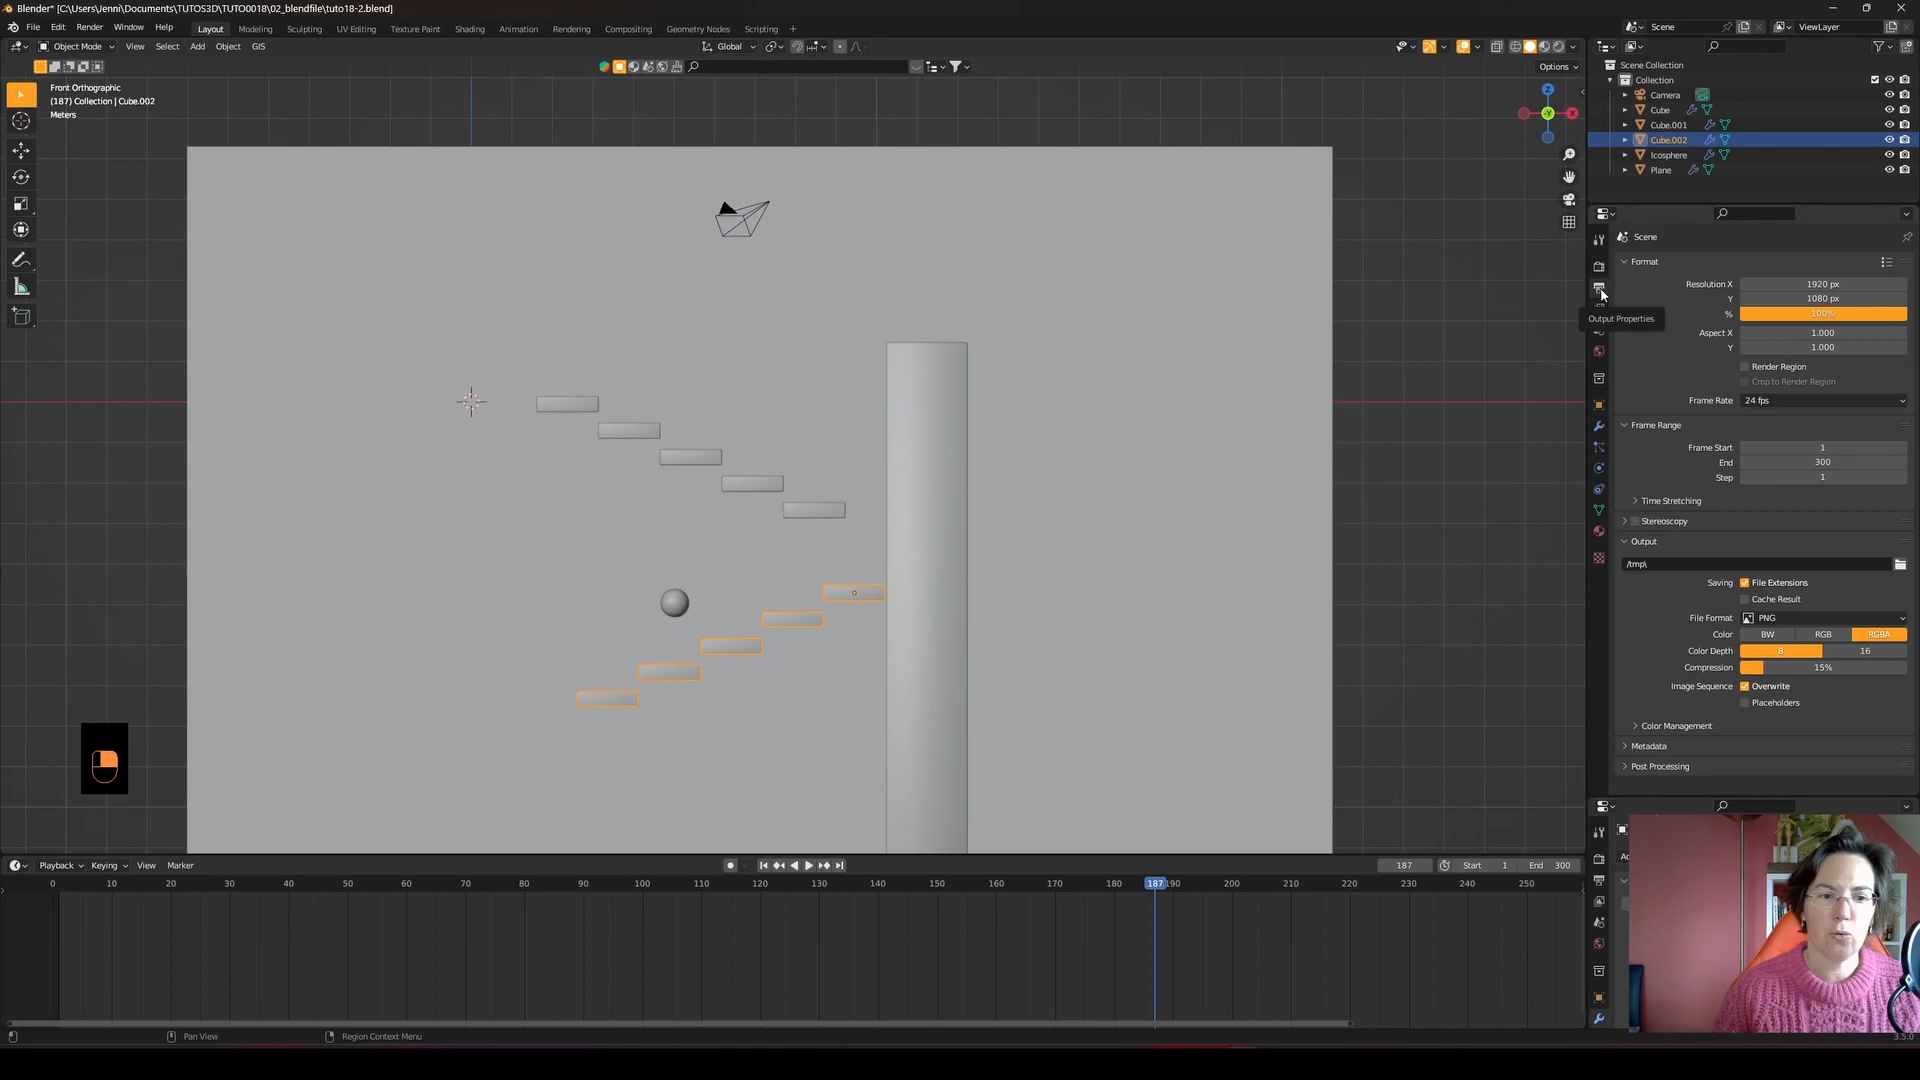 Blender* [C:\Users\Jenni\Documents\TUTOS3D\TUTO0018\02_blendfile\tuto18-2.blend]
File Edit Render Window Help Layout Modeling Sculpting UV Editing Texture Paint Shading Animation Rendering Compositing Geometry Nodes Scripting
Scene ViewLayer
Object Mode View Select Add Object GIS Global
Options
Front Orthographic
(187) Collection | Cube.002
Meters
Z
-Y X
Scene Collection
Collection
Camera
Cube
Cube.001
Cube.002
Icosphere
Plane
Scene
Format
Resolution X 1920 px
Y 1080 px
% 100%
Output Properties
Aspect X 1.000
Y 1.000
Render Region
Crop to Render Region
Frame Rate 24 fps
Frame Range
Frame Start 1
End 300
Step 1
Time Stretching
Stereoscopy
Output
/tmp\
Saving File Extensions
Cache Result
File Format PNG
Color BW RGB RGBA
Color Depth 8 16
Compression 15%
Image Sequence Overwrite
Placeholders
Color Management
Metadata
Post Processing
Playback Keying View Marker 187 Start 1 End 300
0 10 20 30 40 50 60 70 80 90 100 110 120 130 140 150 160 170 180 187 190 200 210 220 230 240 250
Pan View Region Context Menu
3.5.0